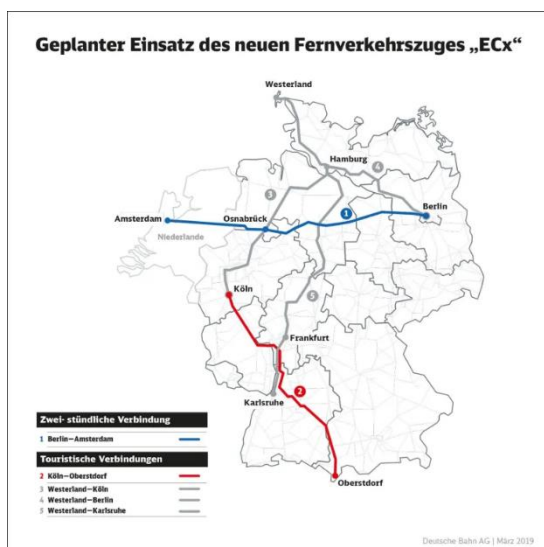 Geplanter Einsatz des neuen Fernverkehrszuges „ECx“
Westerland
Hamburg
4
3
Berlin
Amsterdam
Osnabrück
1
Niederlande
Köln
5
Frankfurt
2
Karlsruhe
Oberstdorf
Zwei- stündliche Verbindung
1 Berlin—Amsterdam
Touristische Verbindungen
2 Köln—Oberstdorf
3 Westerland—Köln
4 Westerland—Berlin
5 Westerland—Karlsruhe
Deutsche Bahn AG | März 2019